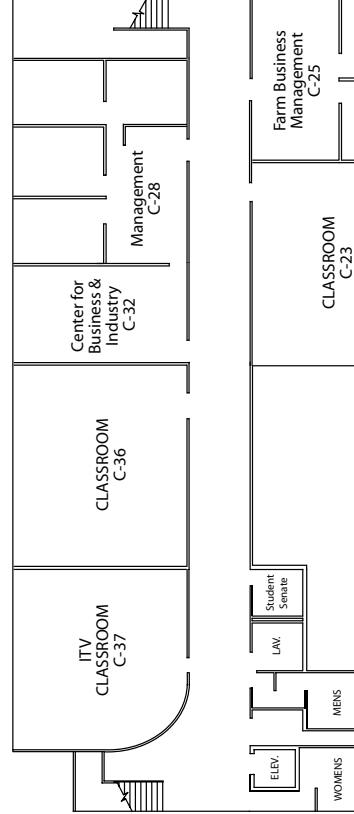 Farm Business
Management
C-25
Management
C-28
Center for
Business &
Industry
C-32
CLASSROOM
C-23
CLASSROOM
C-36
Student
Senate
ITV
CLASSROOM
C-37
LAV.
MENS
ELEV.
WOMENS